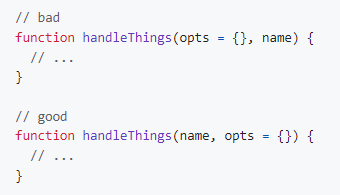 // bad
function handleThings(opts = {}, name) {
  // ...
}

// good
function handleThings(name, opts = {}) {
  // ...
}